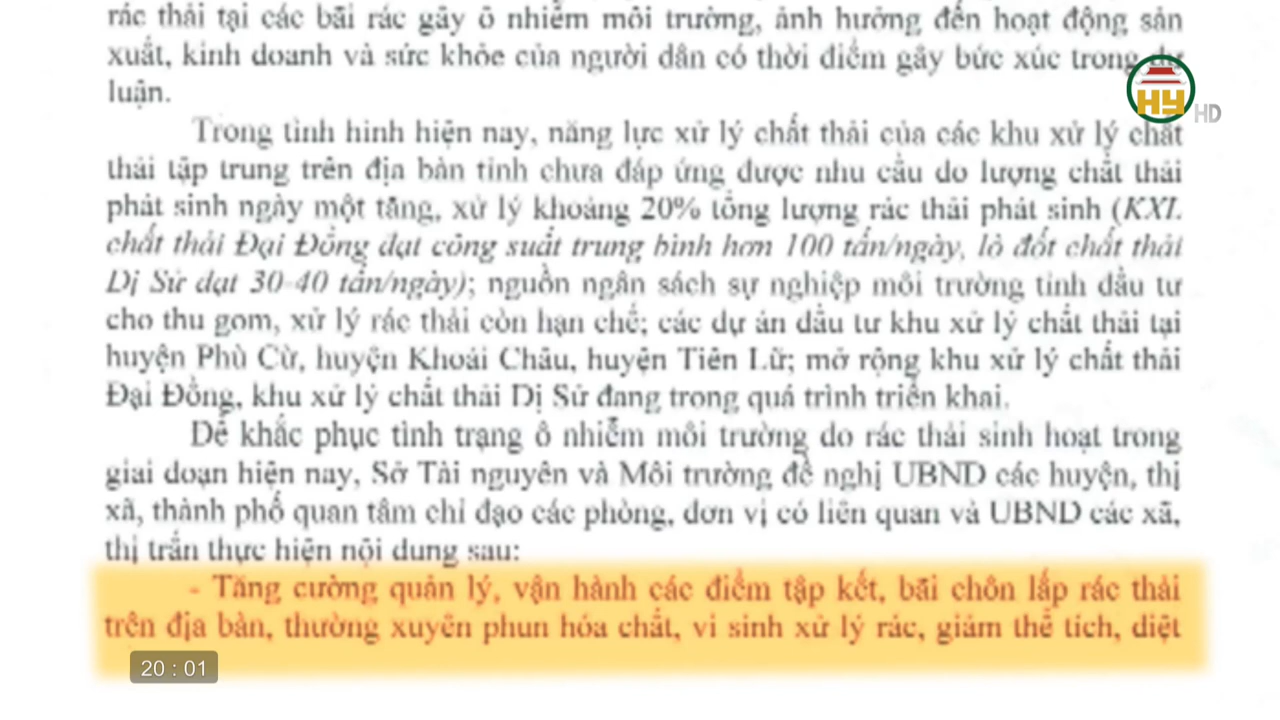 rác thải tại các bãi rác gây ô nhiễm môi trường, ảnh hưởng đến hoạt động sản
xuất, kinh doanh và sức khỏe của người dân có thời điểm gây bức xúc trong dư
luận.
HY HD
Trong tình hình hiện nay, năng lực xử lý chất thải của các khu xử lý chất
thải tập trung trên địa bàn tỉnh chưa đáp ứng được nhu cầu do lượng chất thải
phát sinh ngày một tăng, xử lý khoảng 20% tổng lượng rác thải phát sinh (KXL
chất thải Đại Đồng đạt công suất trung bình hơn 100 tấn/ngày, lò đốt chất thải
Dị Sử đạt 30-40 tấn/ngày); nguồn ngân sách sự nghiệp môi trường tỉnh đầu tư
cho thu gom, xử lý rác thải còn hạn chế; các dự án đầu tư khu xử lý chất thải tại
huyện Phù Cừ, huyện Khoái Châu, huyện Tiên Lữ; mở rộng khu xử lý chất thải
Đại Đồng, khu xử lý chất thải Dị Sử đang trong quá trình triển khai.
Để khắc phục tình trạng ô nhiễm môi trường do rác thải sinh hoạt trong
giai đoạn hiện nay, Sở Tài nguyên và Môi trường đề nghị UBND các huyện, thị
xã, thành phố quan tâm chỉ đạo các phòng, đơn vị có liên quan và UBND các xã,
thị trấn thực hiện nội dung sau:
- Tăng cường quản lý, vận hành các điểm tập kết, bãi chôn lấp rác thải
trên địa bàn, thường xuyên phun hóa chất, vi sinh xử lý rác, giảm thể tích, diệt
20 : 01